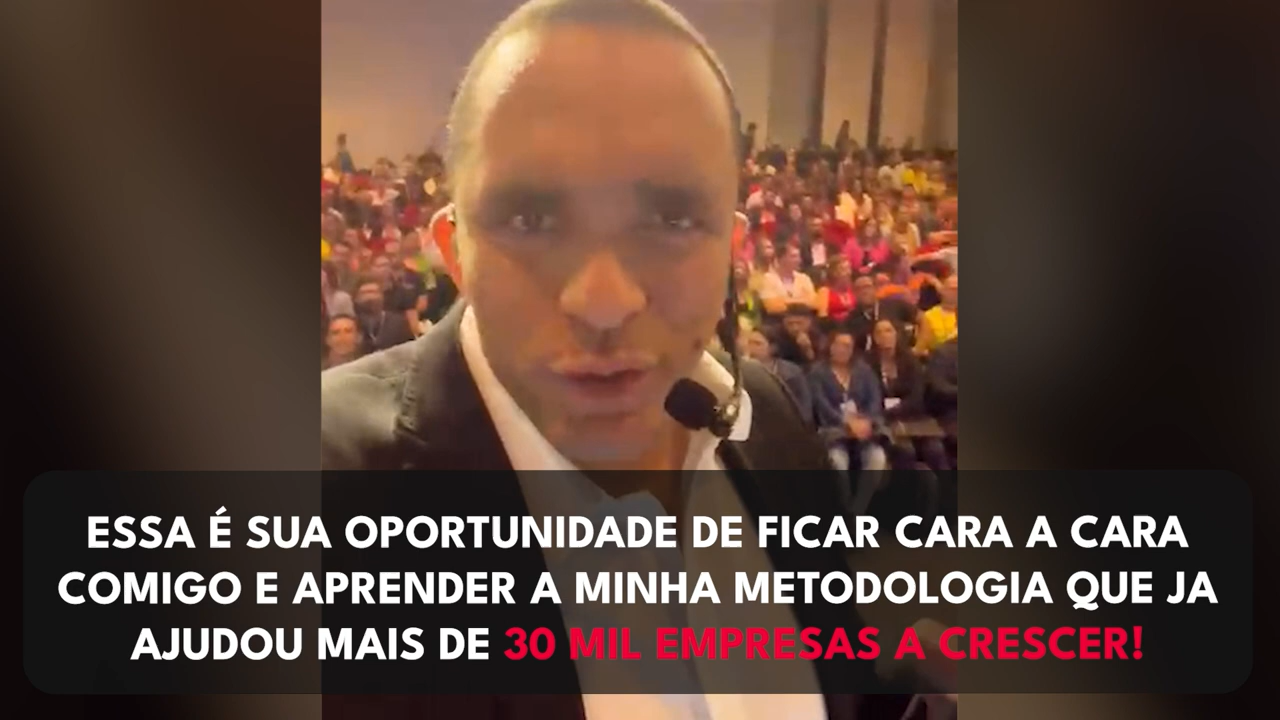 ESSA É SUA OPORTUNIDADE DE FICAR CARA A CARA
COMIGO E APRENDER A MINHA METODOLOGIA QUE JA
AJUDOU MAIS DE 30 MIL EMPRESAS A CRESCER!